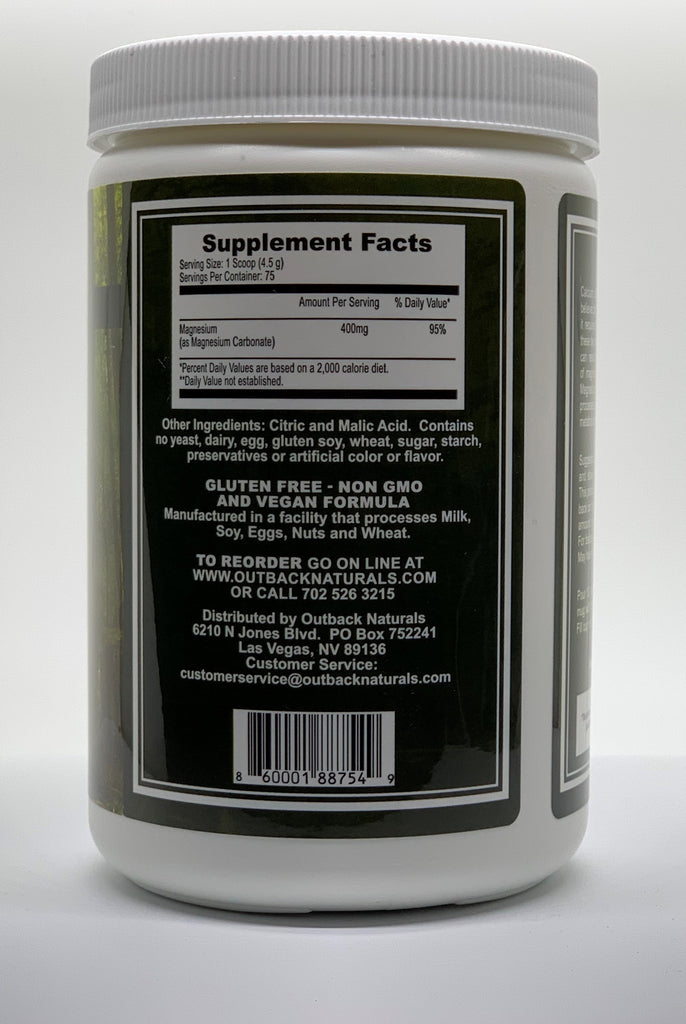 Supplement Facts
Serving Size: 1 Scoop (4.5 g)
Servings Per Container: 75
Amount Per Serving % Daily Value*
Magnesium 400mg 95%
(as Magnesium Carbonate)
*Percent Daily Values are based on a 2,000 calorie diet.
**Daily Value not established.
Other Ingredients: Citric and Malic Acid. Contains
no yeast, dairy, egg, gluten soy, wheat, sugar, starch,
preservatives or artificial color or flavor.
GLUTEN FREE - NON GMO
AND VEGAN FORMULA
Manufactured in a facility that processes Milk,
Soy, Eggs, Nuts and Wheat.
TO REORDER GO ON LINE AT
WWW.OUTBACKNATURALS.COM
OR CALL 702 526 3215
Distributed by Outback Naturals
6210 N Jones Blvd. PO Box 752241
Las Vegas, NV 89136
Customer Service:
customerservice@outbacknaturals.com
8 60001 88754 9